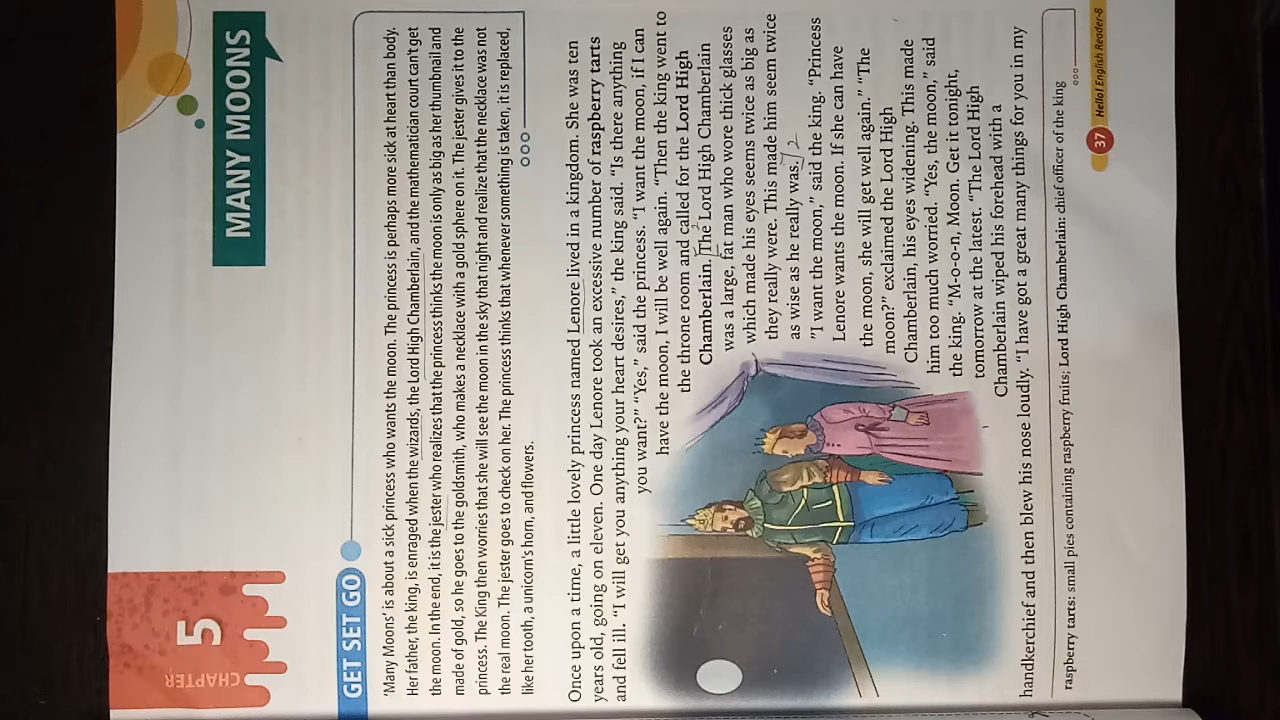 CHAPTER
5
MANY MOONS
GET SET GO
'Many Moons' is about a sick princess who wants the moon. The princess is perhaps more sick at heart than body.
Her father, the king, is enraged when the wizards, the Lord High Chamberlain, and the mathematician court can't get
the moon. In the end, it is the jester who realizes that the princess thinks the moon is only as big as her thumbnail and
made of gold, so he goes to the goldsmith, who makes a necklace with a gold sphere on it. The jester gives it to the
princess. The King then worries that she will see the moon in the sky that night and realize that the necklace was not
the real moon. The jester goes to check on her. The princess thinks that whenever something is taken, it is replaced,
like her tooth, a unicorn's horn, and flowers.
Once upon a time, a little lovely princess named Lenore lived in a kingdom. She was ten
years old, going on eleven. One day Lenore took an excessive number of raspberry tarts
and fell ill. "I will get you anything your heart desires," the king said. "Is there anything
you want?" "Yes," said the princess. "I want the moon, if I can
have the moon, I will be well again. "Then the king went to
the throne room and called for the Lord High
Chamberlain. The Lord High Chamberlain
was a large, fat man who wore thick glasses
which made his eyes seems twice as big as
they really were. This made him seem twice
as wise as he really was. 2
"I want the moon," said the king. "Princess
Lenore wants the moon. If she can have
the moon, she will get well again." "The
moon?" exclaimed the Lord High
Chamberlain, his eyes widening. This made
him too much worried. "Yes, the moon," said
the king. "M-o-o-n, Moon. Get it tonight,
tomorrow at the latest. "The Lord High
Chamberlain wiped his forehead with a
handkerchief and then blew his nose loudly. "I have got a great many things for you in my
raspberry tarts: small pies containing raspberry fruits; Lord High Chamberlain: chief officer of the king
37 Hello! English Reader-8